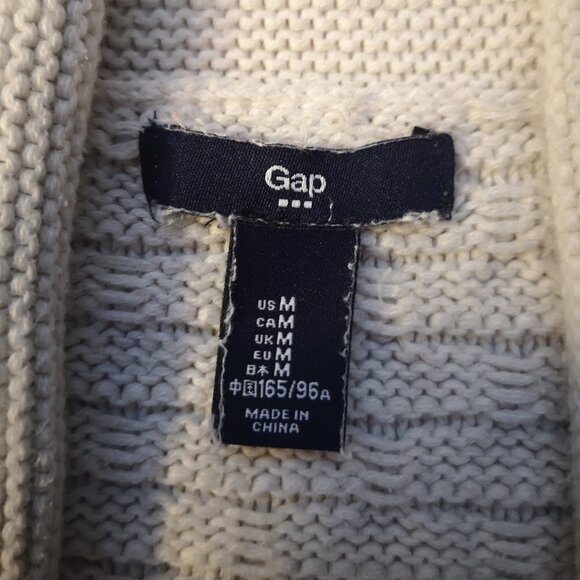 Gap
US M
CA M
UK M
EU M
日本 M
中国165/96A
MADE IN
CHINA